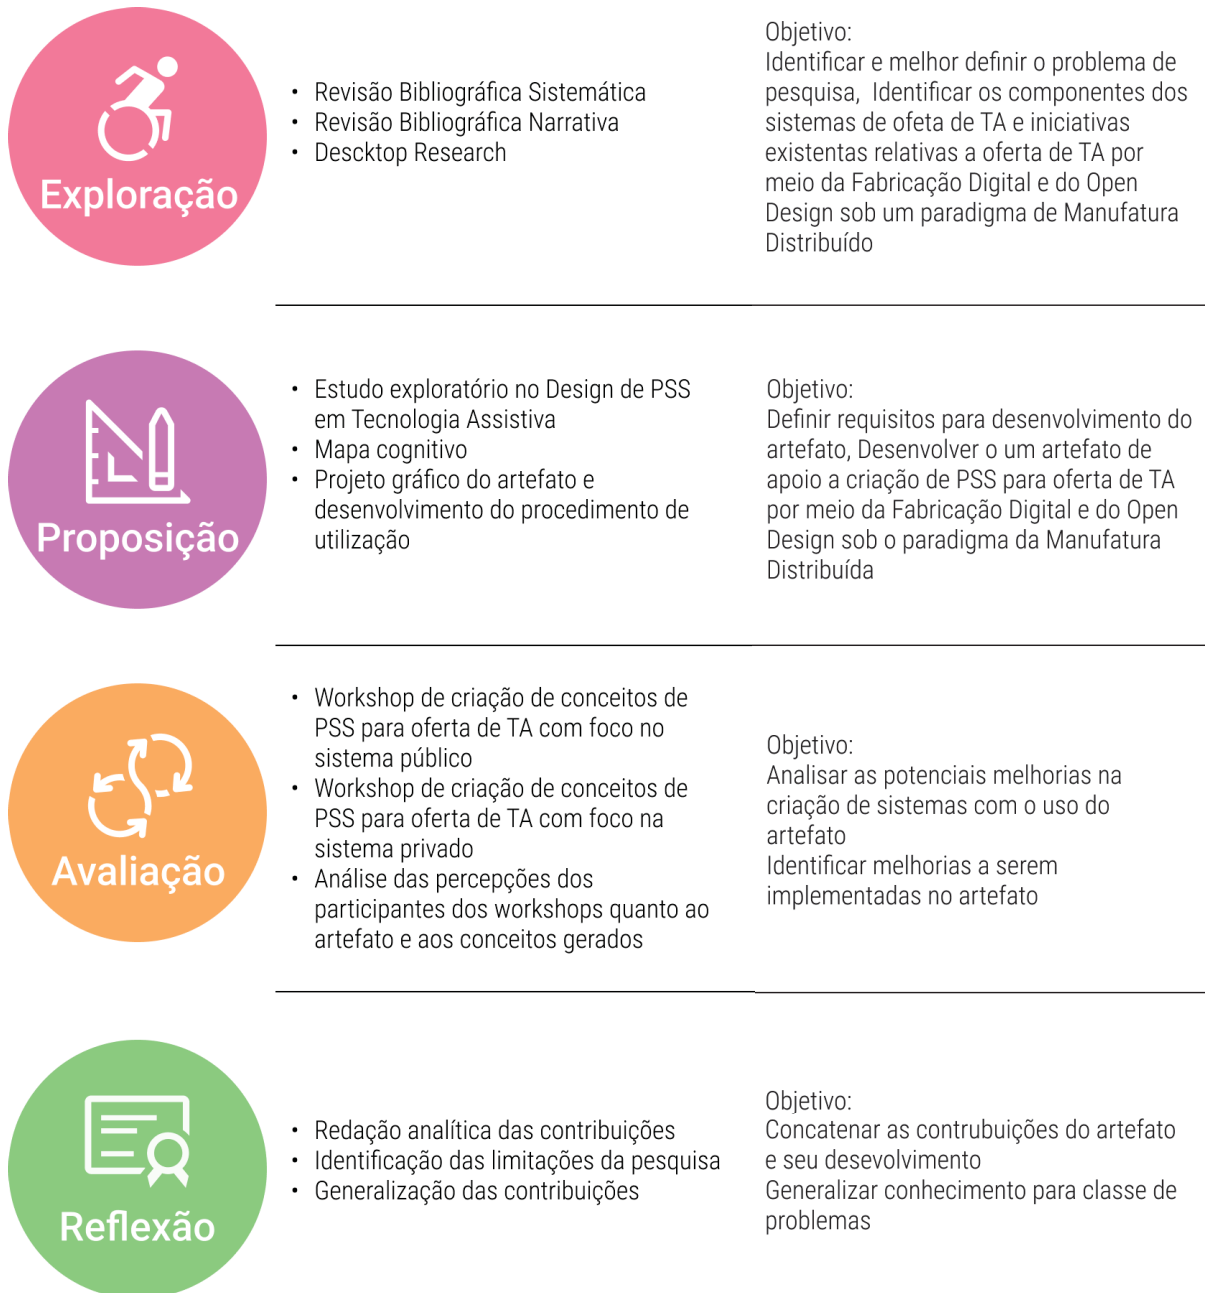 Exploração
• Revisão Bibliográfica Sistemática
• Revisão Bibliográfica Narrativa
• Descktop Research
Objetivo:
Identificar e melhor definir o problema de
pesquisa, Identificar os componentes dos
sistemas de ofeta de TA e iniciativas
existentas relativas a oferta de TA por
meio da Fabricação Digital e do Open
Design sob um paradigma de Manufatura
Distribuído
Proposição
• Estudo exploratório no Design de PSS
em Tecnologia Assistiva
• Mapa cognitivo
• Projeto gráfico do artefato e
desenvolvimento do procedimento de
utilização
Objetivo:
Definir requisitos para desenvolvimento do
artefato, Desenvolver o um artefato de
apoio a criação de PSS para oferta de TA
por meio da Fabricação Digital e do Open
Design sob o paradigma da Manufatura
Distribuída
Avaliação
• Workshop de criação de conceitos de
PSS para oferta de TA com foco no
sistema público
• Workshop de criação de conceitos de
PSS para oferta de TA com foco na
sistema privado
• Análise das percepções dos
participantes dos workshops quanto ao
artefato e aos conceitos gerados
Objetivo:
Analisar as potenciais melhorias na
criação de sistemas com o uso do
artefato
Identificar melhorias a serem
implementadas no artefato
Reflexão
• Redação analítica das contribuições
• Identificação das limitações da pesquisa
• Generalização das contribuições
Objetivo:
Concatenar as contrubuições do artefato
e seu desevolvimento
Generalizar conhecimento para classe de
problemas